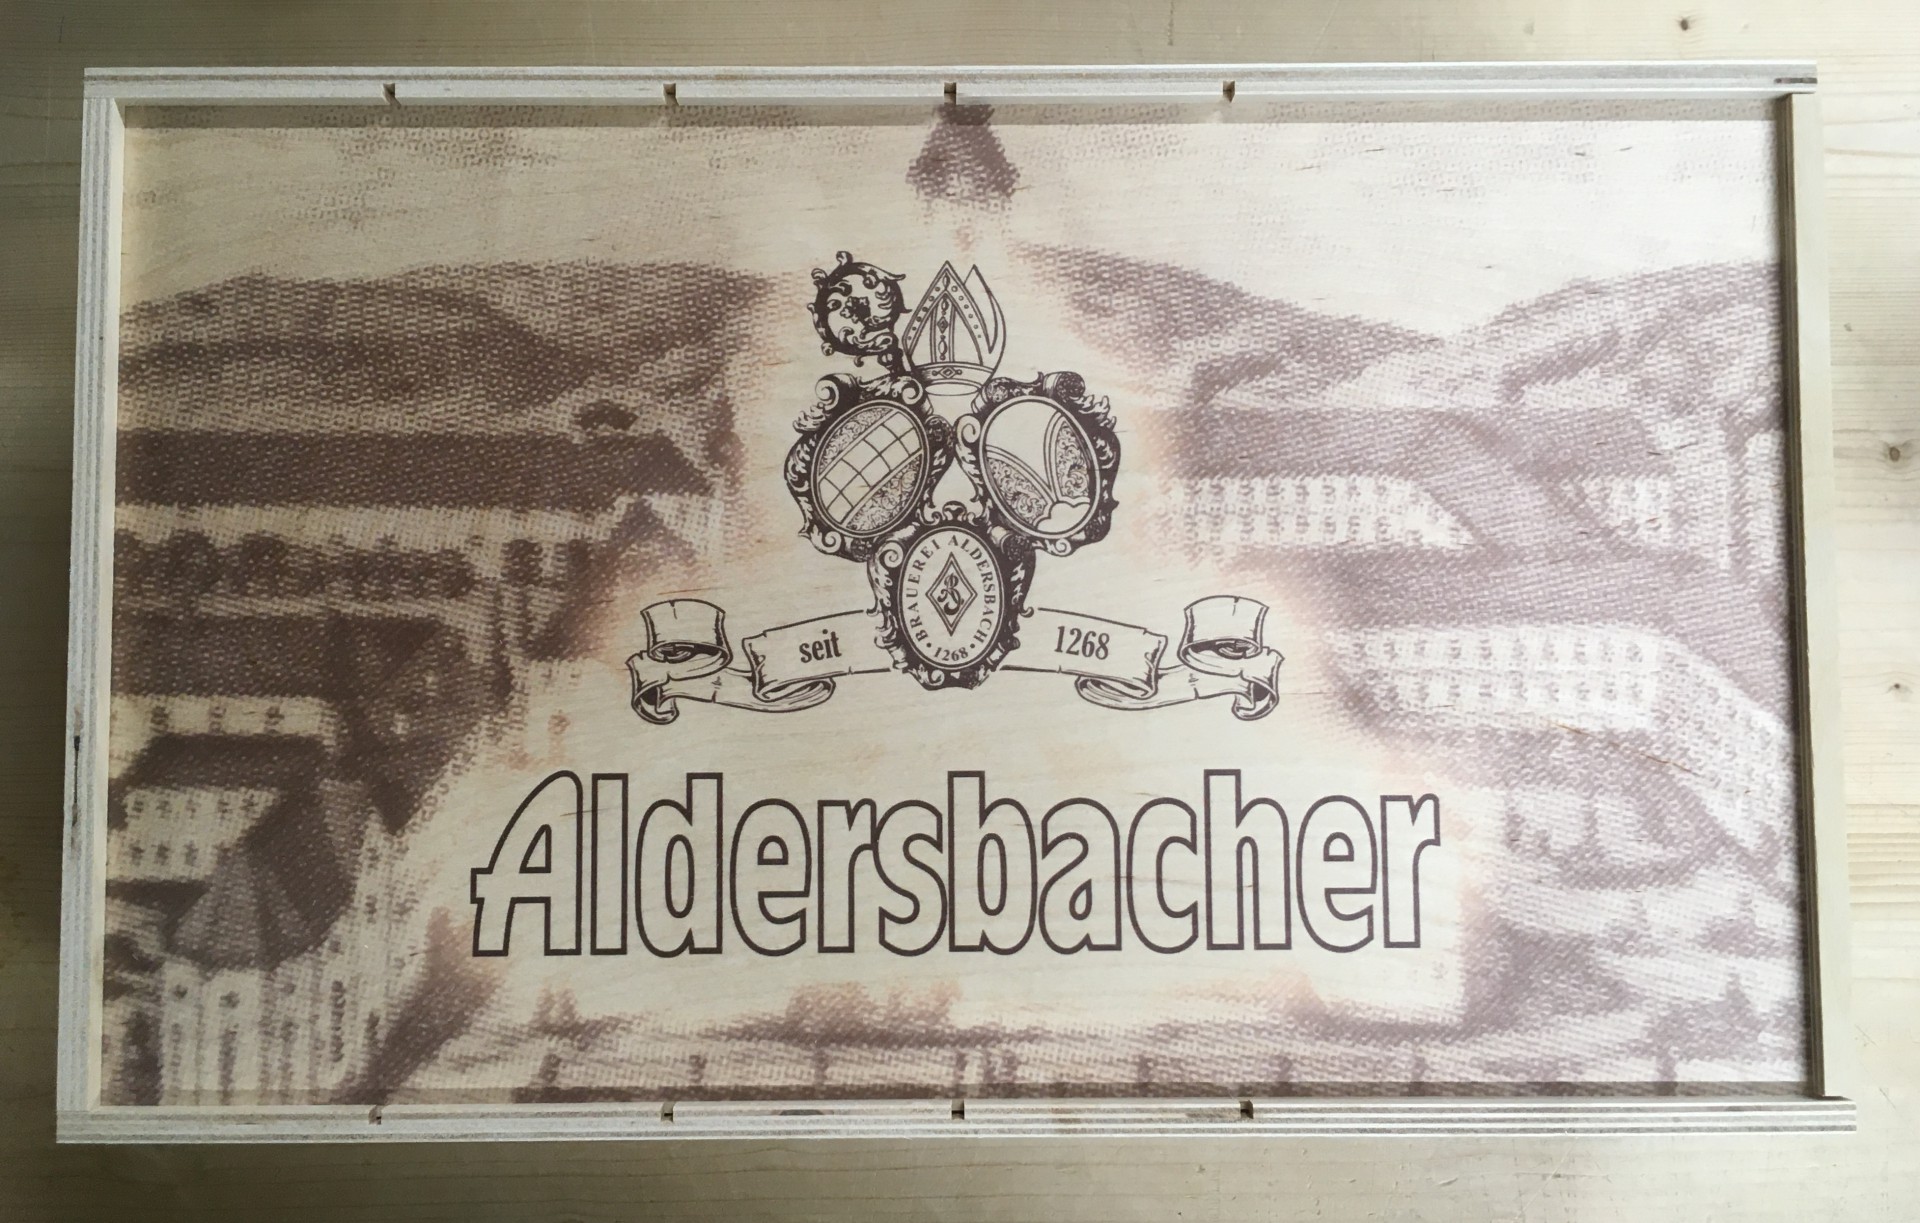 BRAUEREI ALDERSBACH
· 1268 ·
seit 1268
Aldersbacher